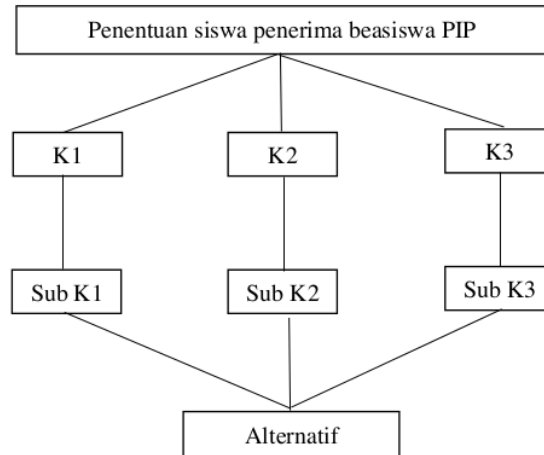 Penentuan siswa penerima beasiswa PIP
K1
K2
K3
Sub K1
Sub K2
Sub K3
Alternatif